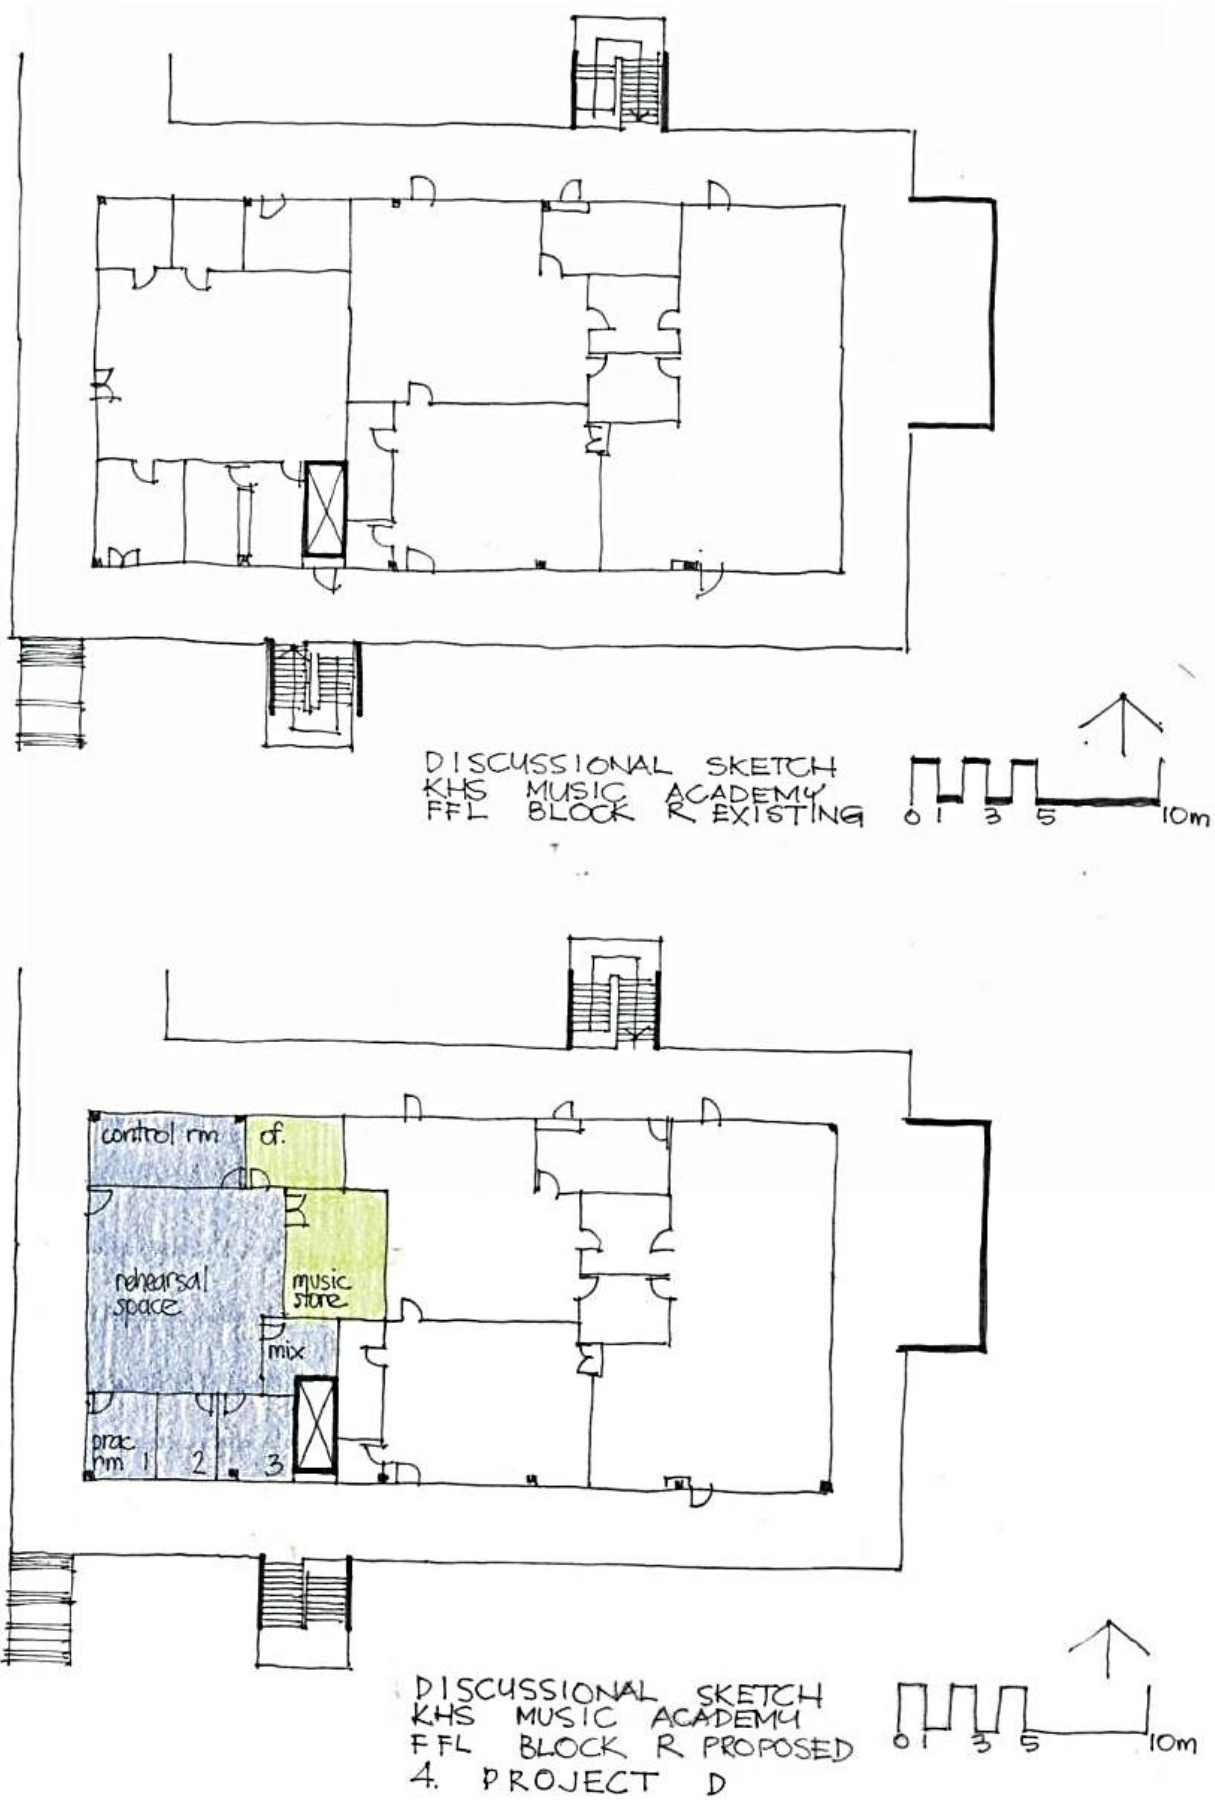 DISCUSSIONAL SKETCH
KHS MUSIC ACADEMY
FFL BLOCK R EXISTING
0 1 3 5 10m
control rm
of.
rehearsal
space
music
store
mix
prac
rm 1
2
3
DISCUSSIONAL SKETCH
KHS MUSIC ACADEMY
FFL BLOCK R PROPOSED
4. PROJECT D
0 1 3 5 10m